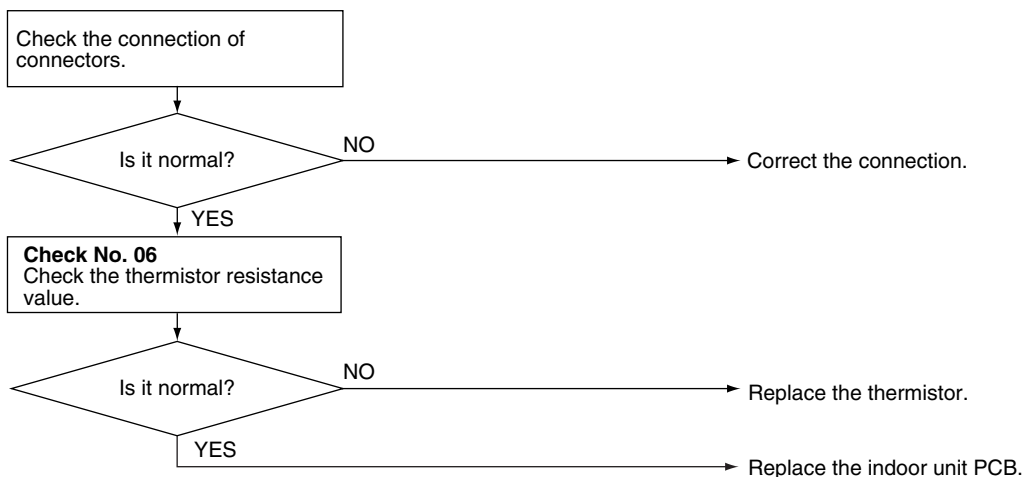 Check the connection of
connectors.
Is it normal?
NO
Correct the connection.
YES
Check No. 06
Check the thermistor resistance
value.
Is it normal?
NO
Replace the thermistor.
YES
Replace the indoor unit PCB.